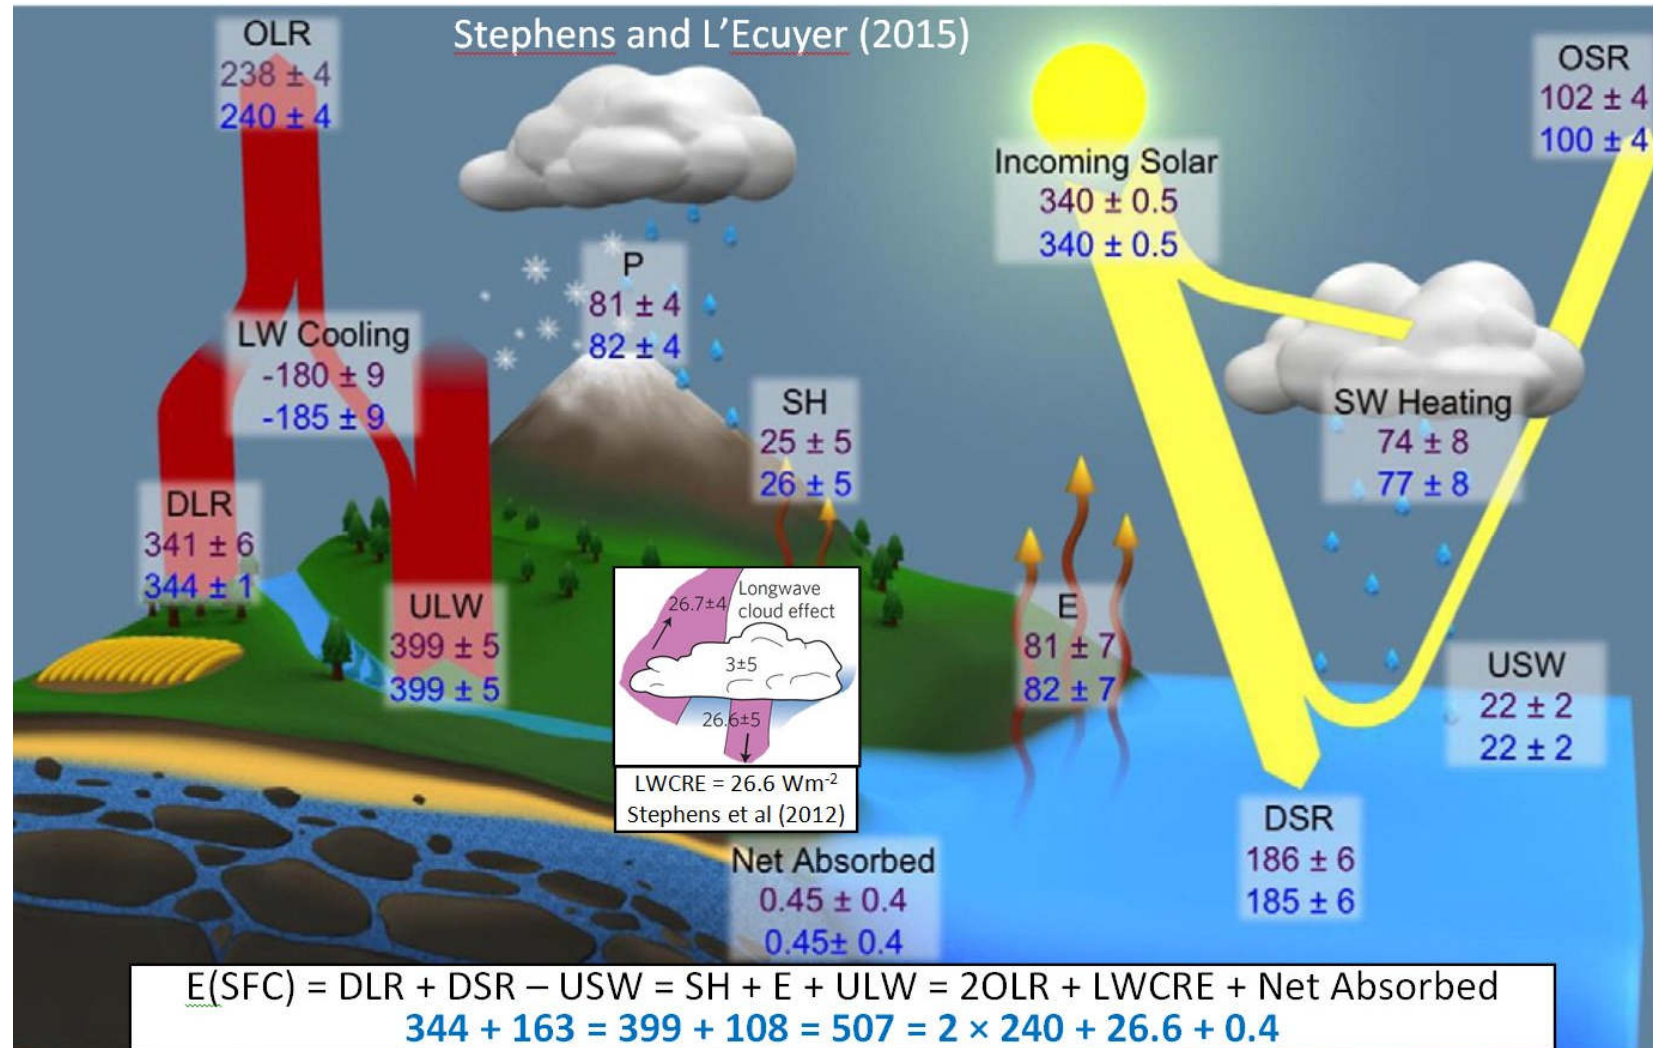 Stephens and L’Ecuyer (2015)
OLR
238 ± 4
240 ± 4
OSR
102 ± 4
100 ± 4
Incoming Solar
340 ± 0.5
340 ± 0.5
P
81 ± 4
82 ± 4
LW Cooling
-180 ± 9
-185 ± 9
SH
25 ± 5
26 ± 5
SW Heating
74 ± 8
77 ± 8
DLR
341 ± 6
344 ± 1
ULW
399 ± 5
399 ± 5
Longwave
cloud effect
26.7±4
3±5
26.6±5
LWCRE = 26.6 Wm⁻²
Stephens et al (2012)
E
81 ± 7
82 ± 7
USW
22 ± 2
22 ± 2
DSR
186 ± 6
185 ± 6
Net Absorbed
0.45 ± 0.4
0.45± 0.4
E(SFC) = DLR + DSR – USW = SH + E + ULW = 2OLR + LWCRE + Net Absorbed
344 + 163 = 399 + 108 = 507 = 2 × 240 + 26.6 + 0.4